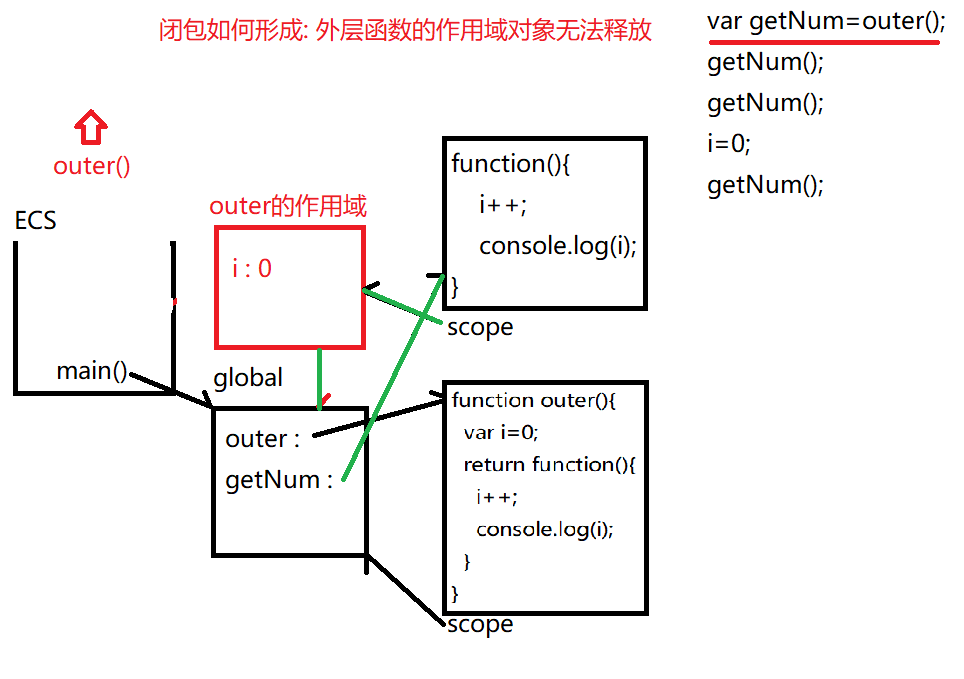 闭包如何形成: 外层函数的作用域对象无法释放
var getNum=outer();
getNum();
getNum();
i=0;
getNum();
outer()
ECS
main()
outer的作用域
i : 0
global
outer :
getNum :
function(){
i++;
console.log(i);
}
scope
function outer(){
var i=0;
return function(){
i++;
console.log(i);
}
}
scope